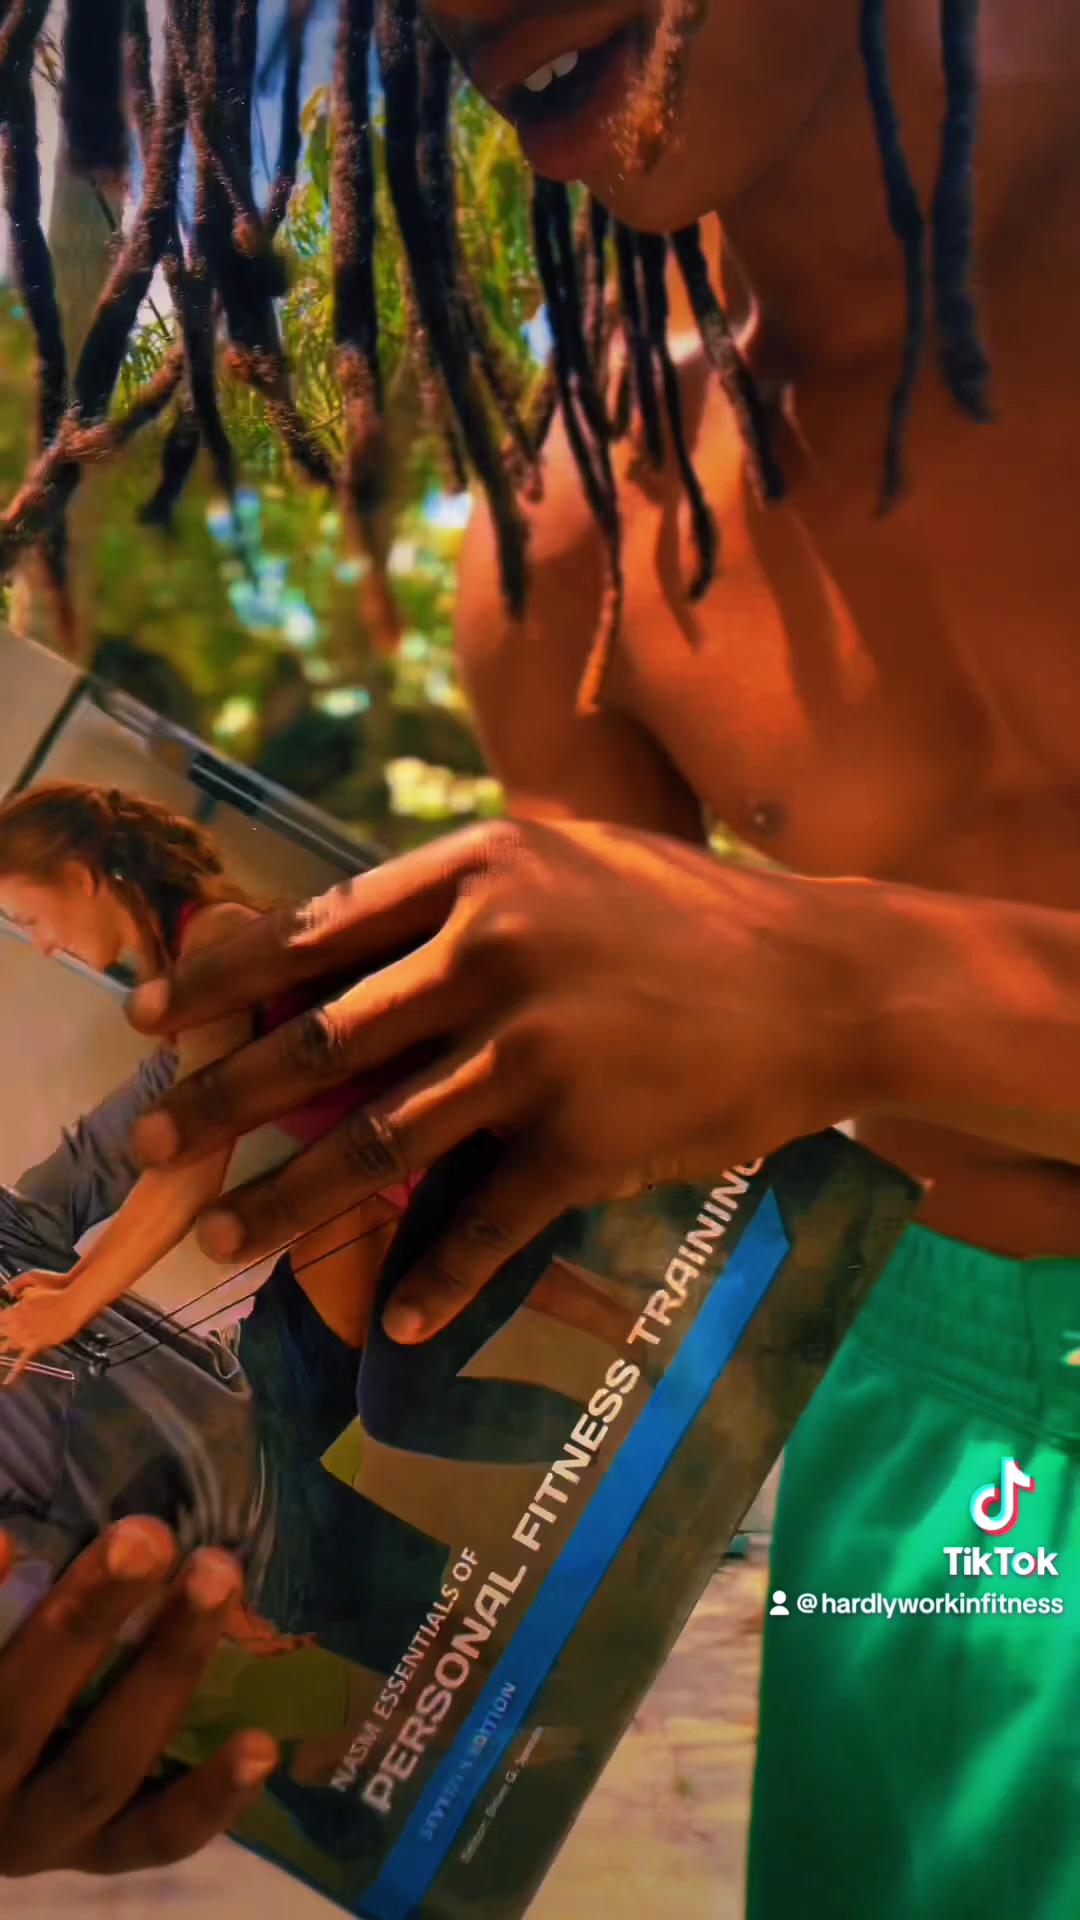 NASM ESSENTIALS OF
PERSONAL FITNESS TRAINING
SEVENTH EDITION
TikTok
@hardlyworkinfitness